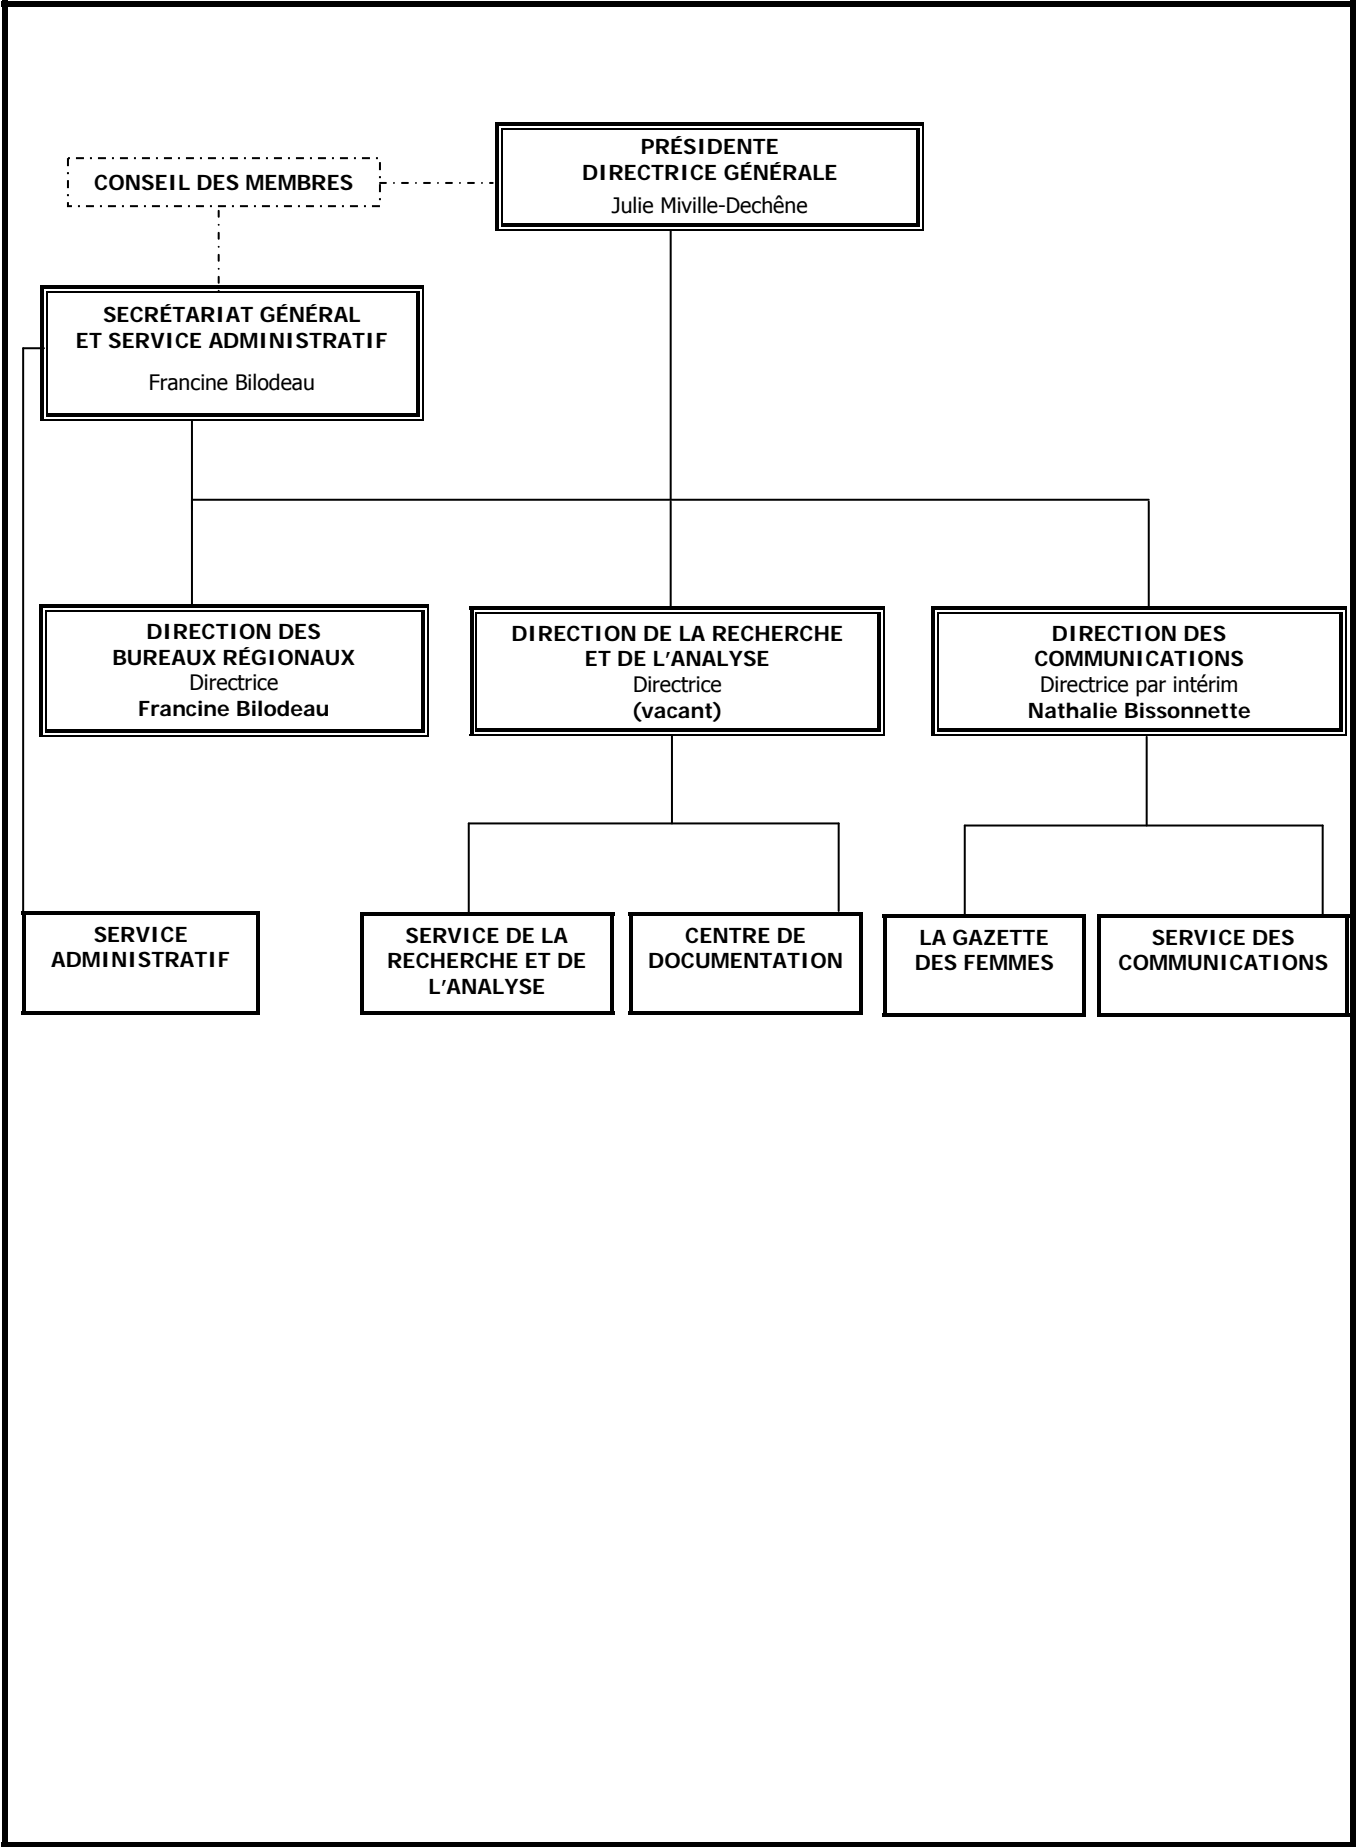 PRÉSIDENTE
DIRECTRICE GÉNÉRALE
Julie Miville-Dechêne
CONSEIL DES MEMBRES
SECRÉTARIAT GÉNÉRAL
ET SERVICE ADMINISTRATIF
Francine Bilodeau
DIRECTION DES
BUREAUX RÉGIONAUX
Directrice
Francine Bilodeau
DIRECTION DE LA RECHERCHE
ET DE L’ANALYSE
Directrice
(vacant)
DIRECTION DES
COMMUNICATIONS
Directrice par intérim
Nathalie Bissonnette
SERVICE
ADMINISTRATIF
SERVICE DE LA
RECHERCHE ET DE
L’ANALYSE
CENTRE DE
DOCUMENTATION
LA GAZETTE
DES FEMMES
SERVICE DES
COMMUNICATIONS